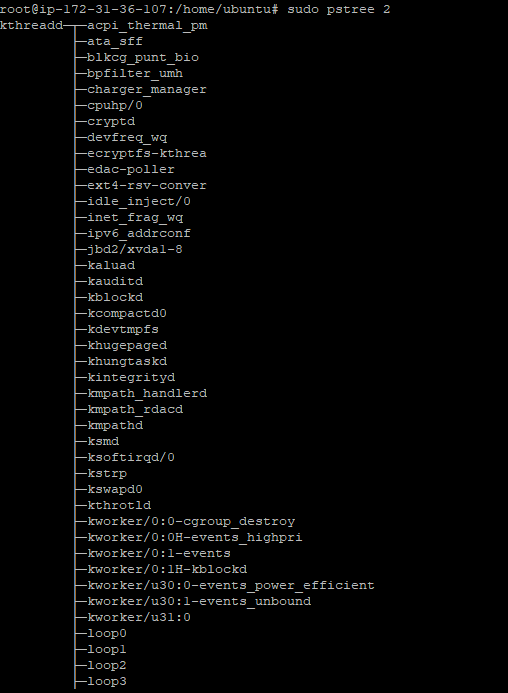 root@ip-172-31-36-107:/home/ubuntu# sudo pstree 2
kthreadd─┬─acpi_thermal_pm
├─ata_sff
├─blkcg_punt_bio
├─bpfilter_umh
├─charger_manager
├─cpuhp/0
├─cryptd
├─devfreq_wq
├─ecryptfs-kthrea
├─edac-poller
├─ext4-rsv-conver
├─idle_inject/0
├─inet_frag_wq
├─ipv6_addrconf
├─jbd2/xvda1-8
├─kaluad
├─kauditd
├─kblockd
├─kcompactd0
├─kdevtmpfs
├─khugepaged
├─khungtaskd
├─kintegrityd
├─kmpath_handlerd
├─kmpath_rdacd
├─kmpathd
├─ksmd
├─ksoftirqd/0
├─kstrp
├─kswapd0
├─kthrotld
├─kworker/0:0-cgroup_destroy
├─kworker/0:0H-events_highpri
├─kworker/0:1-events
├─kworker/0:1H-kblockd
├─kworker/u30:0-events_power_efficient
├─kworker/u30:1-events_unbound
├─kworker/u31:0
├─loop0
├─loop1
├─loop2
├─loop3